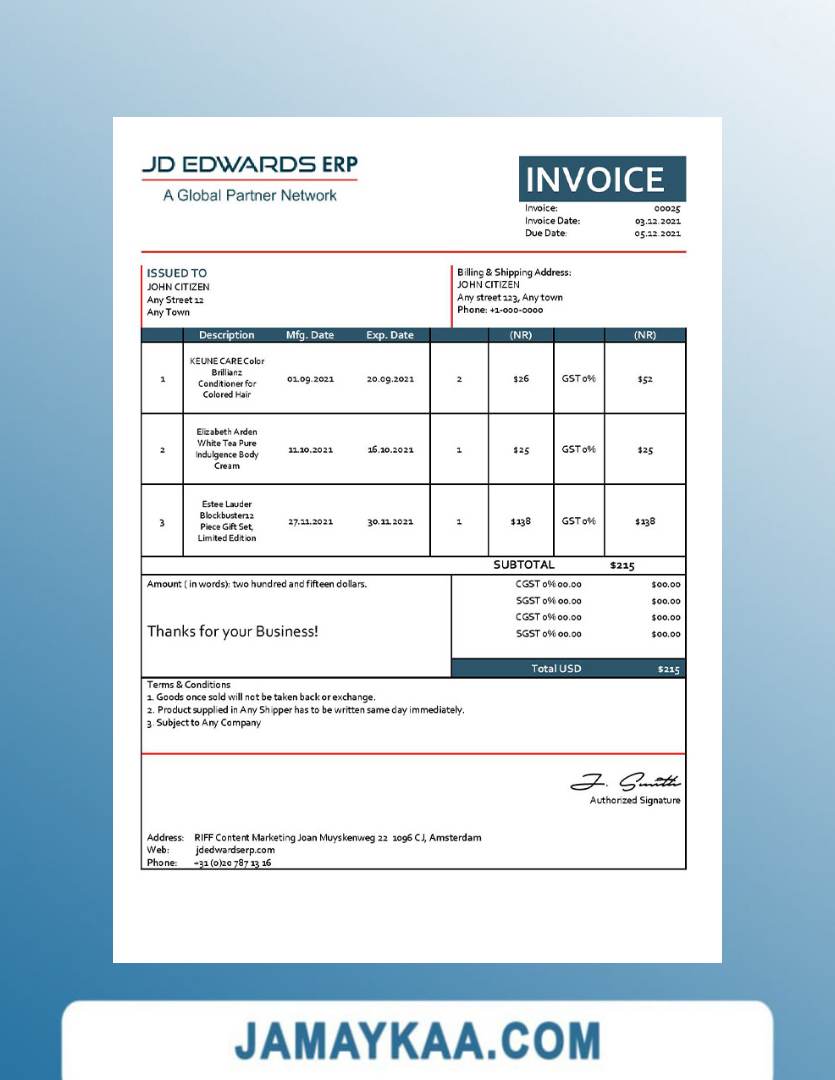 JD EDWARDS ERP
A Global Partner Network
INVOICE
Invoice: 00025
Invoice Date: 03.12.2021
Due Date: 05.12.2021
ISSUED TO
JOHN CITIZEN
Any Street 12
Any Town
Billing & Shipping Address:
JOHN CITIZEN
Any street 123, Any town
Phone: +1-000-0000
Description Mfg. Date Exp. Date (NR) (NR)
1 KEUNE CARE Color Brillianz Conditioner for Colored Hair 01.09.2021 20.09.2021 2 $26 GST 0% $52
2 Elizabeth Arden White Tea Pure Indulgence Body Cream 11.10.2021 16.10.2021 1 $25 GST 0% $25
3 Estee Lauder Blockbuster12 Piece Gift Set, Limited Edition 27.11.2021 30.11.2021 1 $138 GST 0% $138
SUBTOTAL $215
Amount ( in words): two hundred and fifteen dollars.
Thanks for your Business!
CGST 0% 00.00 $00.00
SGST 0% 00.00 $00.00
CGST 0% 00.00 $00.00
SGST 0% 00.00 $00.00
Total USD $215
Terms & Conditions
1. Goods once sold will not be taken back or exchange.
2. Product supplied in Any Shipper has to be written same day immediately.
3. Subject to Any Company
J. Smith
Authorized Signature
Address: RIFF Content Marketing Joan Muyskenweg 22 1096 CJ, Amsterdam
Web: jdedwardserp.com
Phone: +31 (0)20 787 13 16
JAMAYKAA.COM